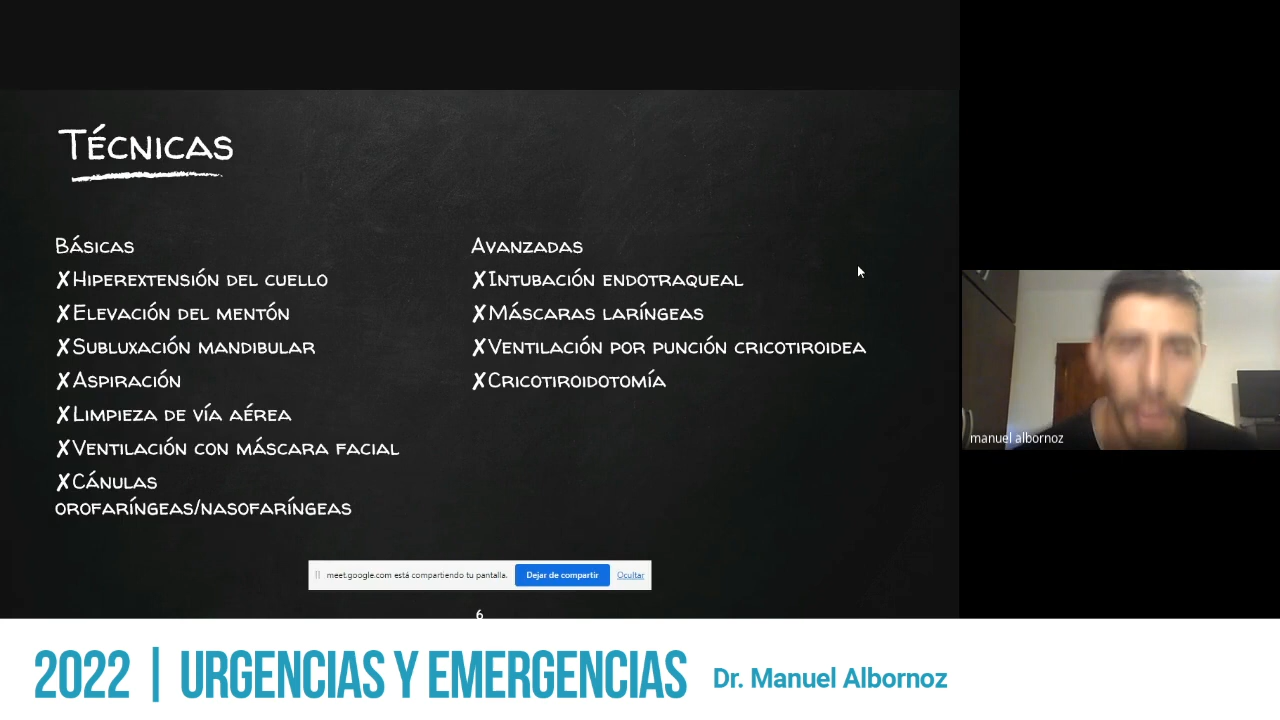 Técnicas
Básicas
✗Hiperextensión del cuello
✗Elevación del mentón
✗Subluxación mandibular
✗Aspiración
✗Limpieza de vía aérea
✗Ventilación con máscara facial
✗Cánulas
orofaríngeas/nasofaríngeas
Avanzadas
✗Intubación endotraqueal
✗Máscaras laríngeas
✗Ventilación por punción cricotiroidea
✗Cricotiroidotomía
manuel albornoz
meet.google.com está compartiendo tu pantalla.
Dejar de compartir
Ocultar
6
2022 | URGENCIAS Y EMERGENCIAS
Dr. Manuel Albornoz